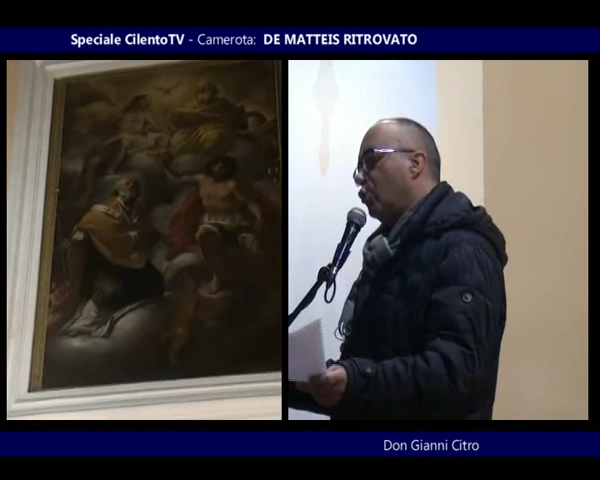 Speciale CilentoTV - Camerota: DE MATTEIS RITROVATO
Don Gianni Citro